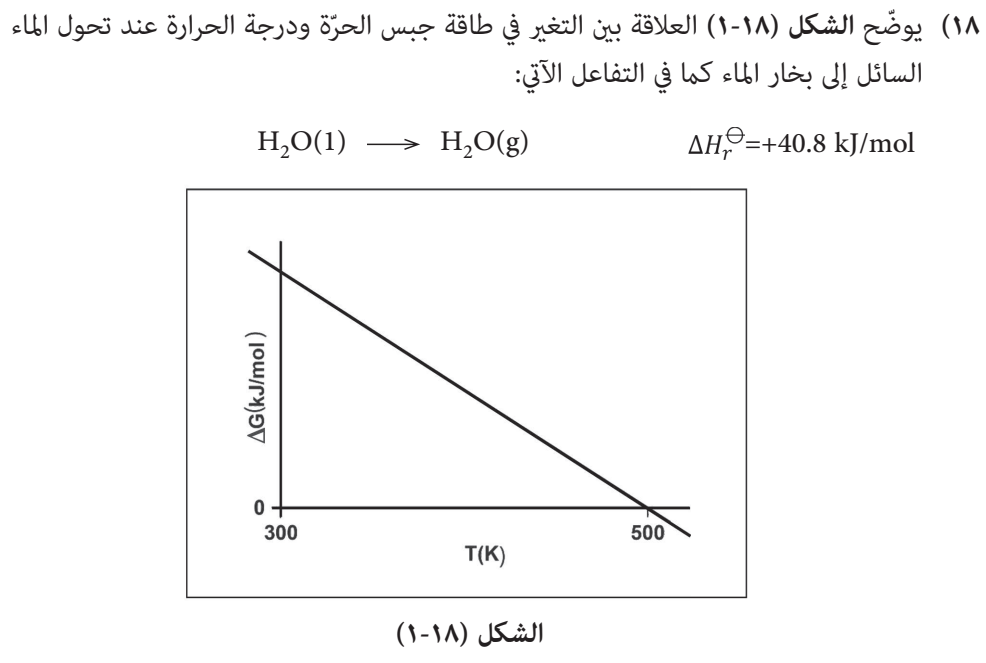 ١٨) يوضّح الشكل (١٨-١) العلاقة بين التغير في طاقة جبس الحرّة ودرجة الحرارة عند تحول الماء
السائل إلى بخار الماء كما في التفاعل الآتي:
H₂O(1) ⟶ H₂O(g) ΔHᵣ^⊖=+40.8 kJ/mol
ΔG(kJ/mol)
0
300 500
T(K)
الشكل (١٨-١)